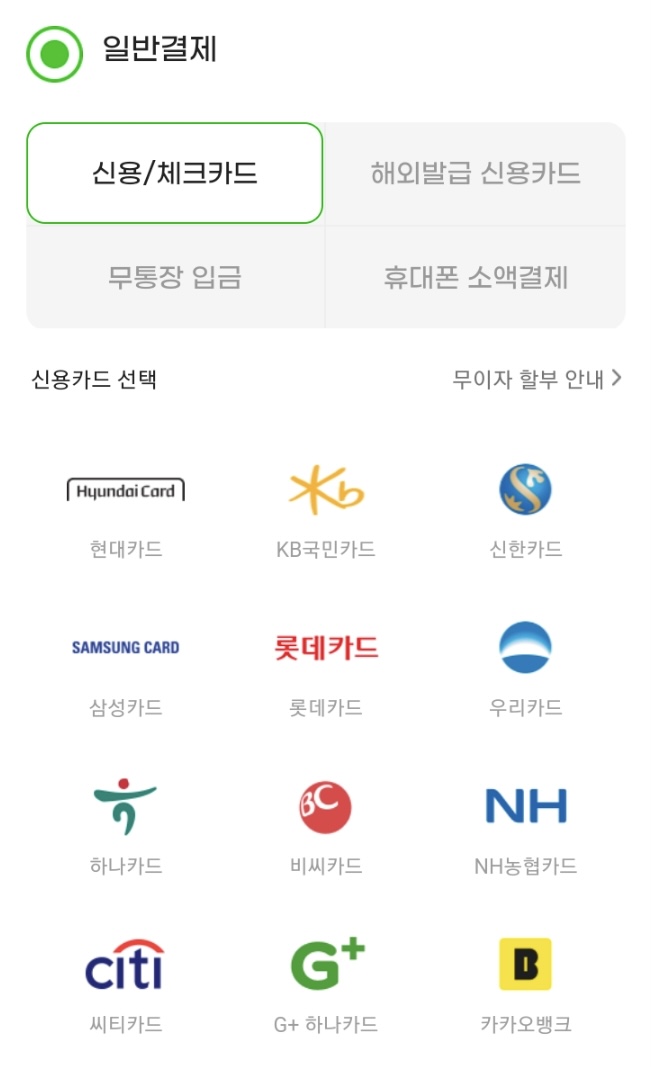 일반결제
신용/체크카드 해외발급 신용카드
무통장 입금 휴대폰 소액결제
신용카드 선택 무이자 할부 안내
Hyundai Card Kb S
현대카드 KB국민카드 신한카드
SAMSUNG CARD 롯데카드
삼성카드 롯데카드 우리카드
BC NH
하나카드 비씨카드 NH농협카드
citi G+ B
씨티카드 G+ 하나카드 카카오뱅크